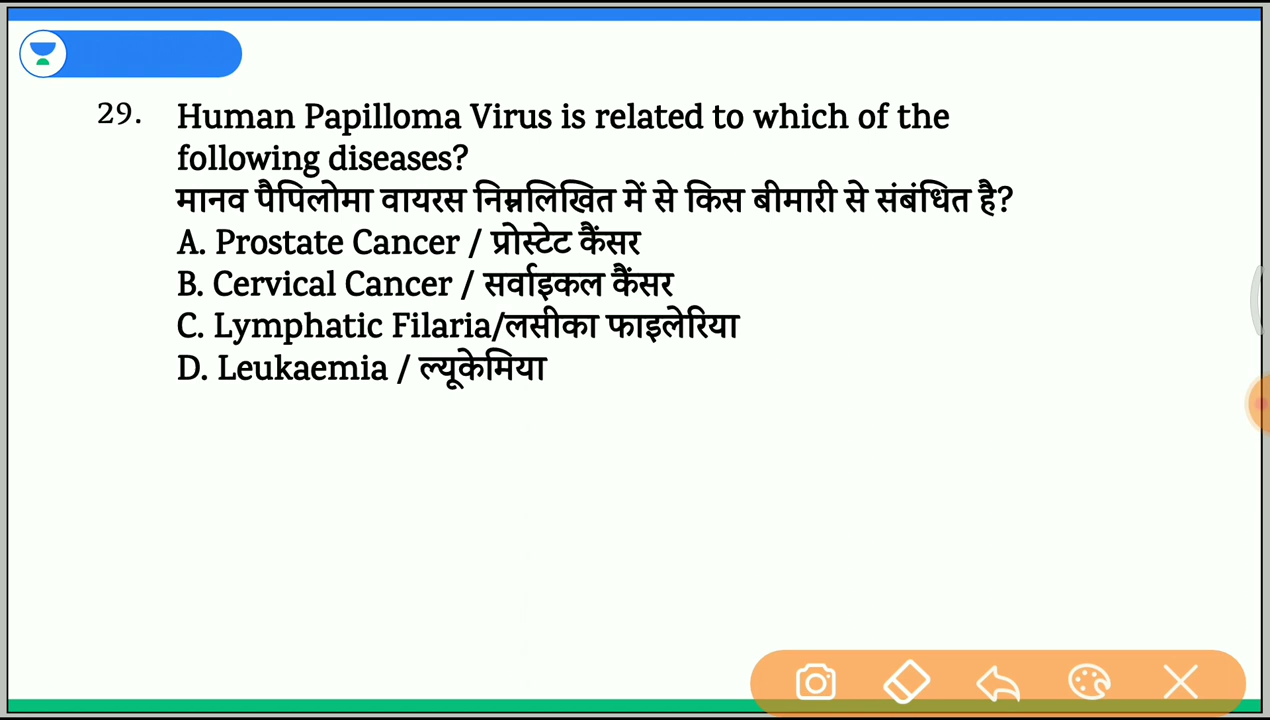 29. Human Papilloma Virus is related to which of the
following diseases?
मानव पैपिलोमा वायरस निम्नलिखित में से किस बीमारी से संबंधित है?
A. Prostate Cancer / प्रोस्टेट कैंसर
B. Cervical Cancer / सर्वाइकल कैंसर
C. Lymphatic Filaria/लसीका फाइलेरिया
D. Leukaemia / ल्यूकेमिया